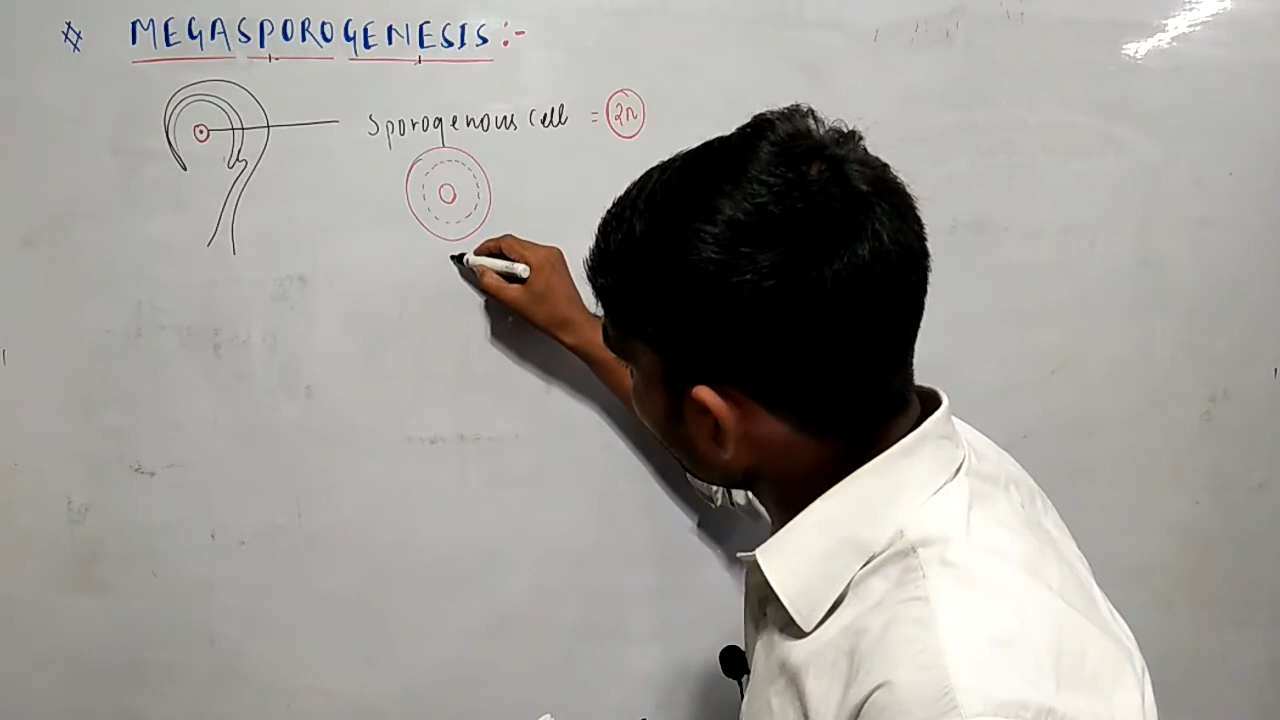 # MEGASPOROGENESIS :-
Sporogenous cell = 2n